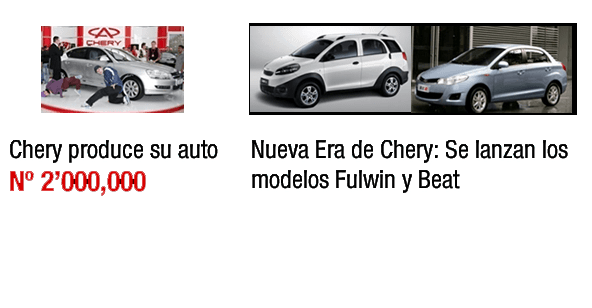 CHERY
Chery produce su auto
Nº 2’000,000
Nueva Era de Chery: Se lanzan los
modelos Fulwin y Beat